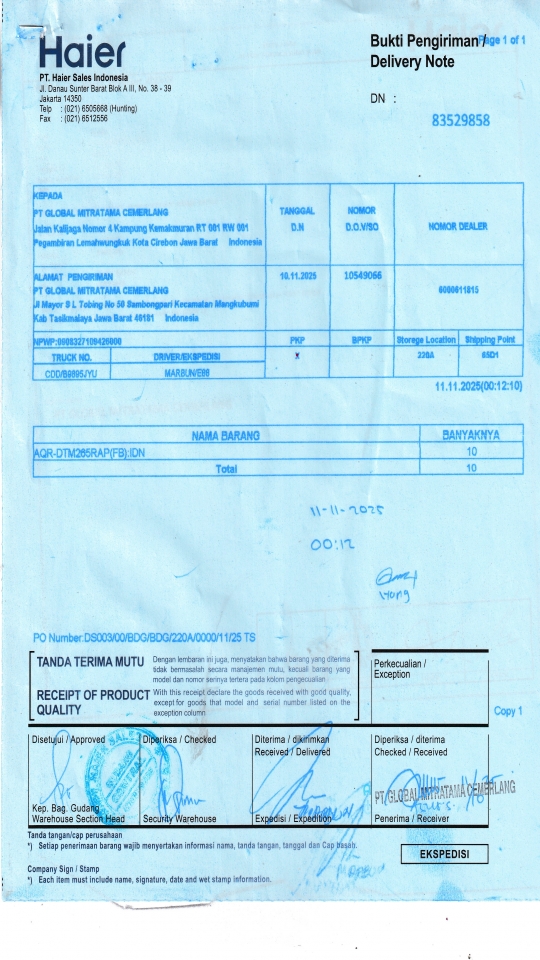 Haier
Bukti Pengiriman / Page 1 of 1
Delivery Note
PT. Haier Sales Indonesia
Jl. Danau Sunter Barat Blok A III, No. 38 - 39
Jakarta 14350
Telp : (021) 6505668 (Hunting)
Fax : (021) 6512556
DN :
83529858
KEPADA
PT GLOBAL MITRATAMA CEMERLANG
Jalan Kalijaga Nomor 4 Kampung Kemakmuran RT 001 RW 001
Pegambiran Lemahwungkuk Kota Cirebon Jawa Barat Indonesia
TANGGAL D.N
NOMOR D.O.V/SO
NOMOR DEALER
ALAMAT PENGIRIMAN
PT GLOBAL MITRATAMA CEMERLANG
Jl Mayor S L Tobing No 50 Sambongpari Kecamatan Mangkubumi
Kab Tasikmalaya Jawa Barat 46181 Indonesia
10.11.2025
10549066
6000611815
NPWP:0908327109426000
PKP
BPKP
Storege Location
Shipping Point
TRUCK NO.
DRIVER/EKSPEDISI
X
220A
65D1
CDD/B9895JYU
MARBUN/E66
11.11.2025(00:12:10)
NAMA BARANG BANYAKNYA
AQR-DTM265RAP(FB):IDN 10
Total 10
11-11-2025
00:12
PO Number:DS003/00/BDG/BDG/220A/0000/11/25 TS
TANDA TERIMA MUTU
Dengan lembaran ini juga, menyatakan bahwa barang yang diterima
tidak bermasalah secara manajemen mutu, kecuali barang yang
model dan nomor serinya tertera pada kolom pengecualian
RECEIPT OF PRODUCT
QUALITY
With this receipt declare the goods received with good quality,
except for goods that model and serial number listed on the
exception column
Perkecualian /
Exception
Copy 1
Disetujui / Approved
Diperiksa / Checked
Diterima / dikirimkan
Received / Delivered
Diperiksa / diterima
Checked / Received
PT GLOBAL MITRATAMA CEMERLANG
Kep. Bag. Gudang
Warehouse Section Head
Security Warehouse
Expedisi / Expedition
Penerima / Receiver
MARBUN
Tanda tangan/cap perusahaan
*) Setiap penerimaan barang wajib menyertakan informasi nama, tanda tangan, tanggal dan Cap basah.
EKSPEDISI
MARBUN
Company Sign / Stamp
*) Each item must include name, signature, date and wet stamp information.